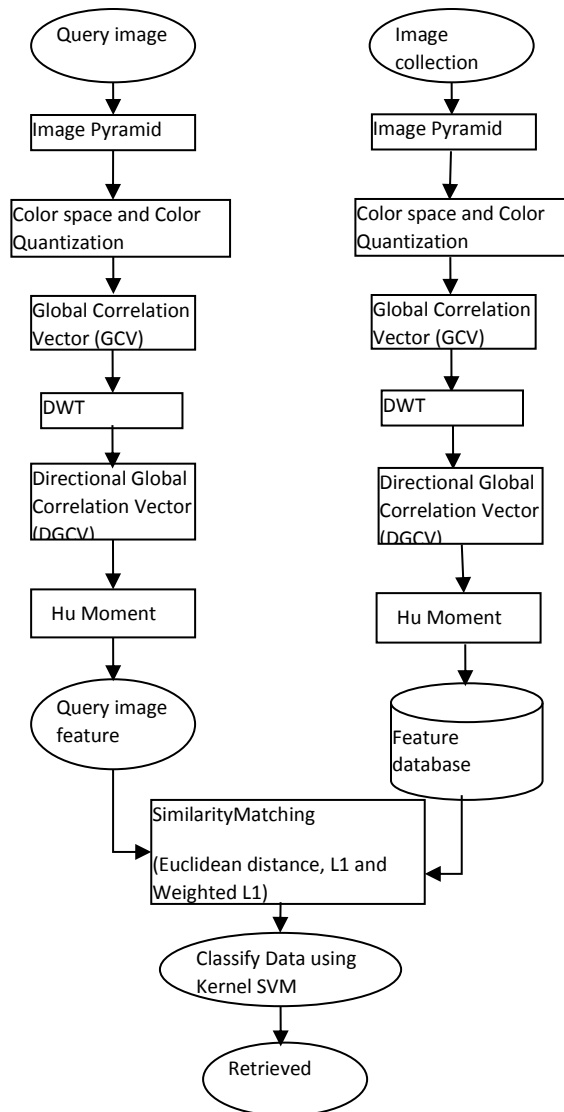 Query image
Image Pyramid
Color space and Color
Quantization
Global Correlation
Vector (GCV)
DWT
Directional Global
Correlation Vector
(DGCV)
Hu Moment
Query image
feature
Image
collection
Image Pyramid
Color space and Color
Quantization
Global Correlation
Vector (GCV)
DWT
Directional Global
Correlation Vector
(DGCV)
Hu Moment
Feature
database
SimilarityMatching
(Euclidean distance, L1 and
Weighted L1)
Classify Data using
Kernel SVM
Retrieved